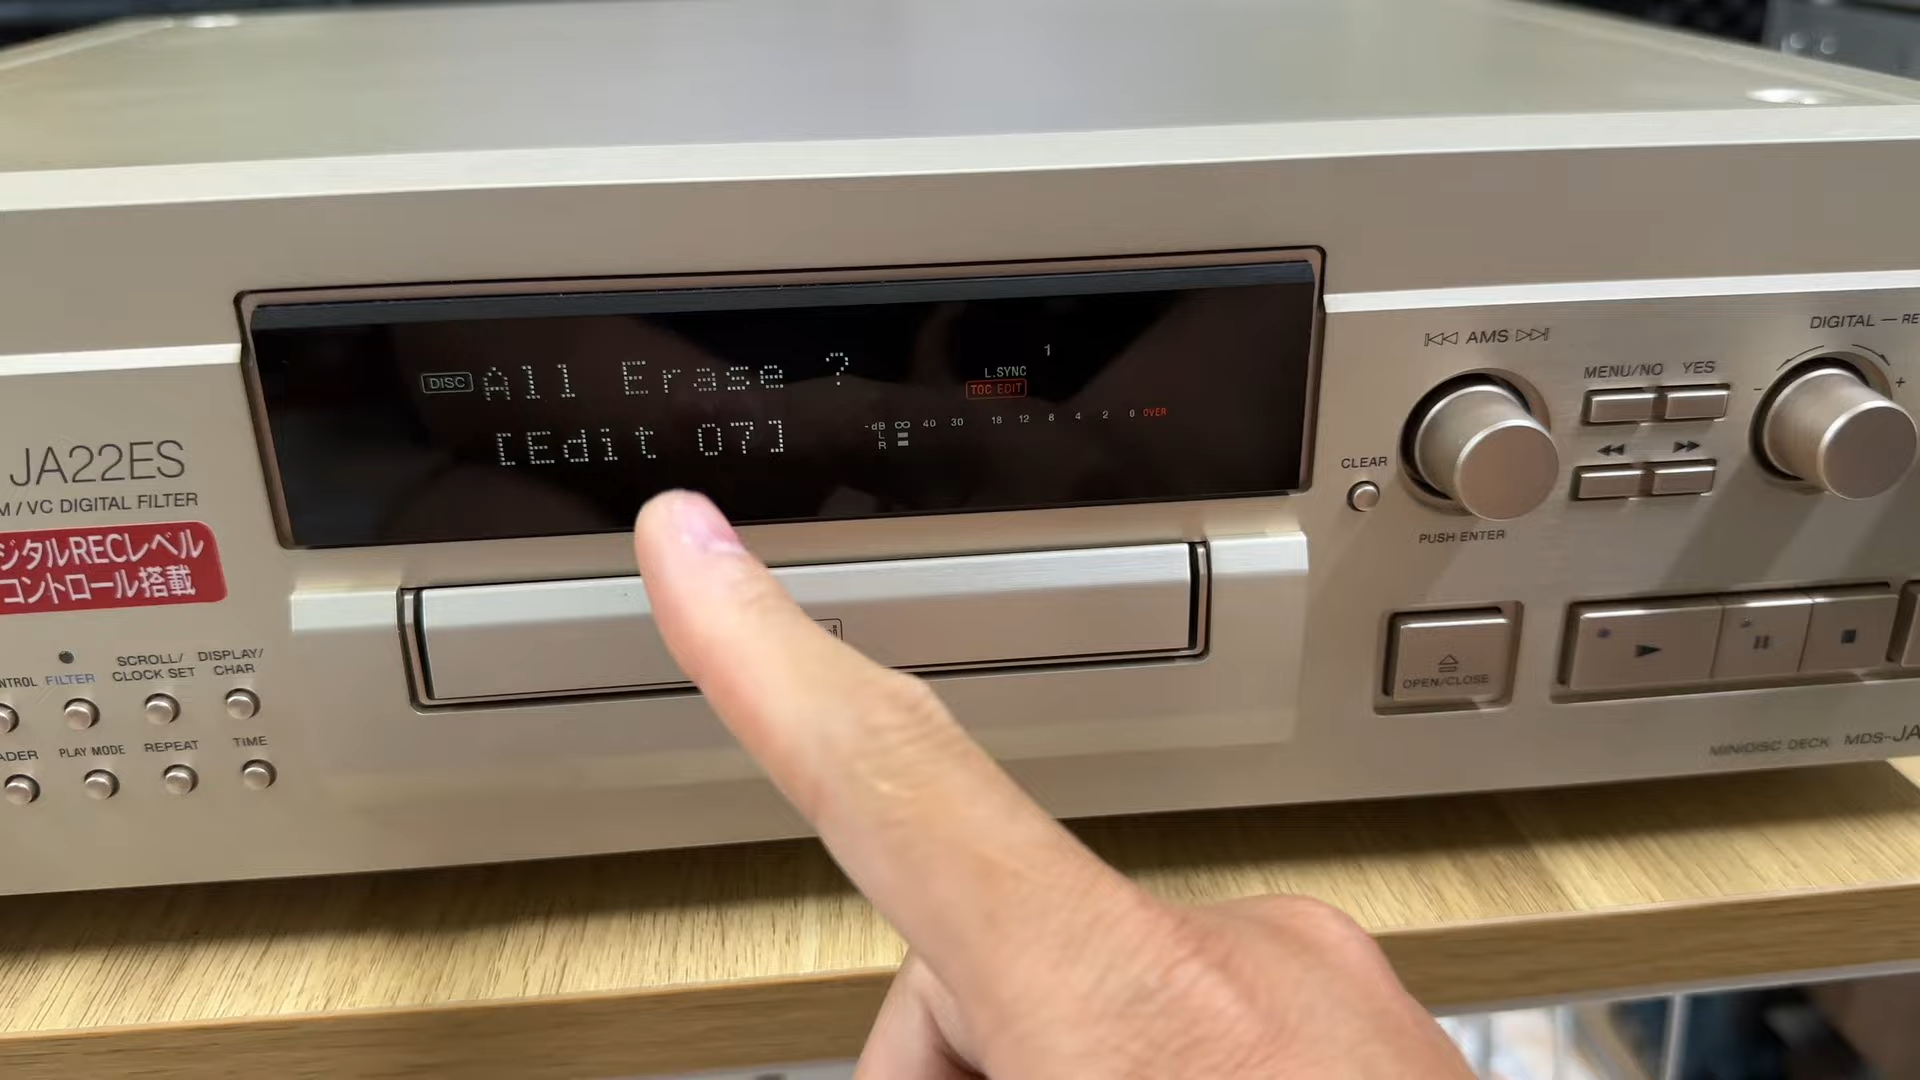 DISC All Erase ?
[Edit 07]
1
L.SYNC
TOC EDIT
-dB ∞ 40 30 18 12 8 4 2 0 OVER
L
R
JA22ES
M / VC DIGITAL FILTER
ジタルRECレベル
コントロール搭載
NTROL FILTER SCROLL/ CLOCK SET DISPLAY/ CHAR
ADER PLAY MODE REPEAT TIME
AMS
MENU/NO YES
DIGITAL — RE
- +
CLEAR
PUSH ENTER
OPEN/CLOSE
MINIDISC DECK MDS-JA